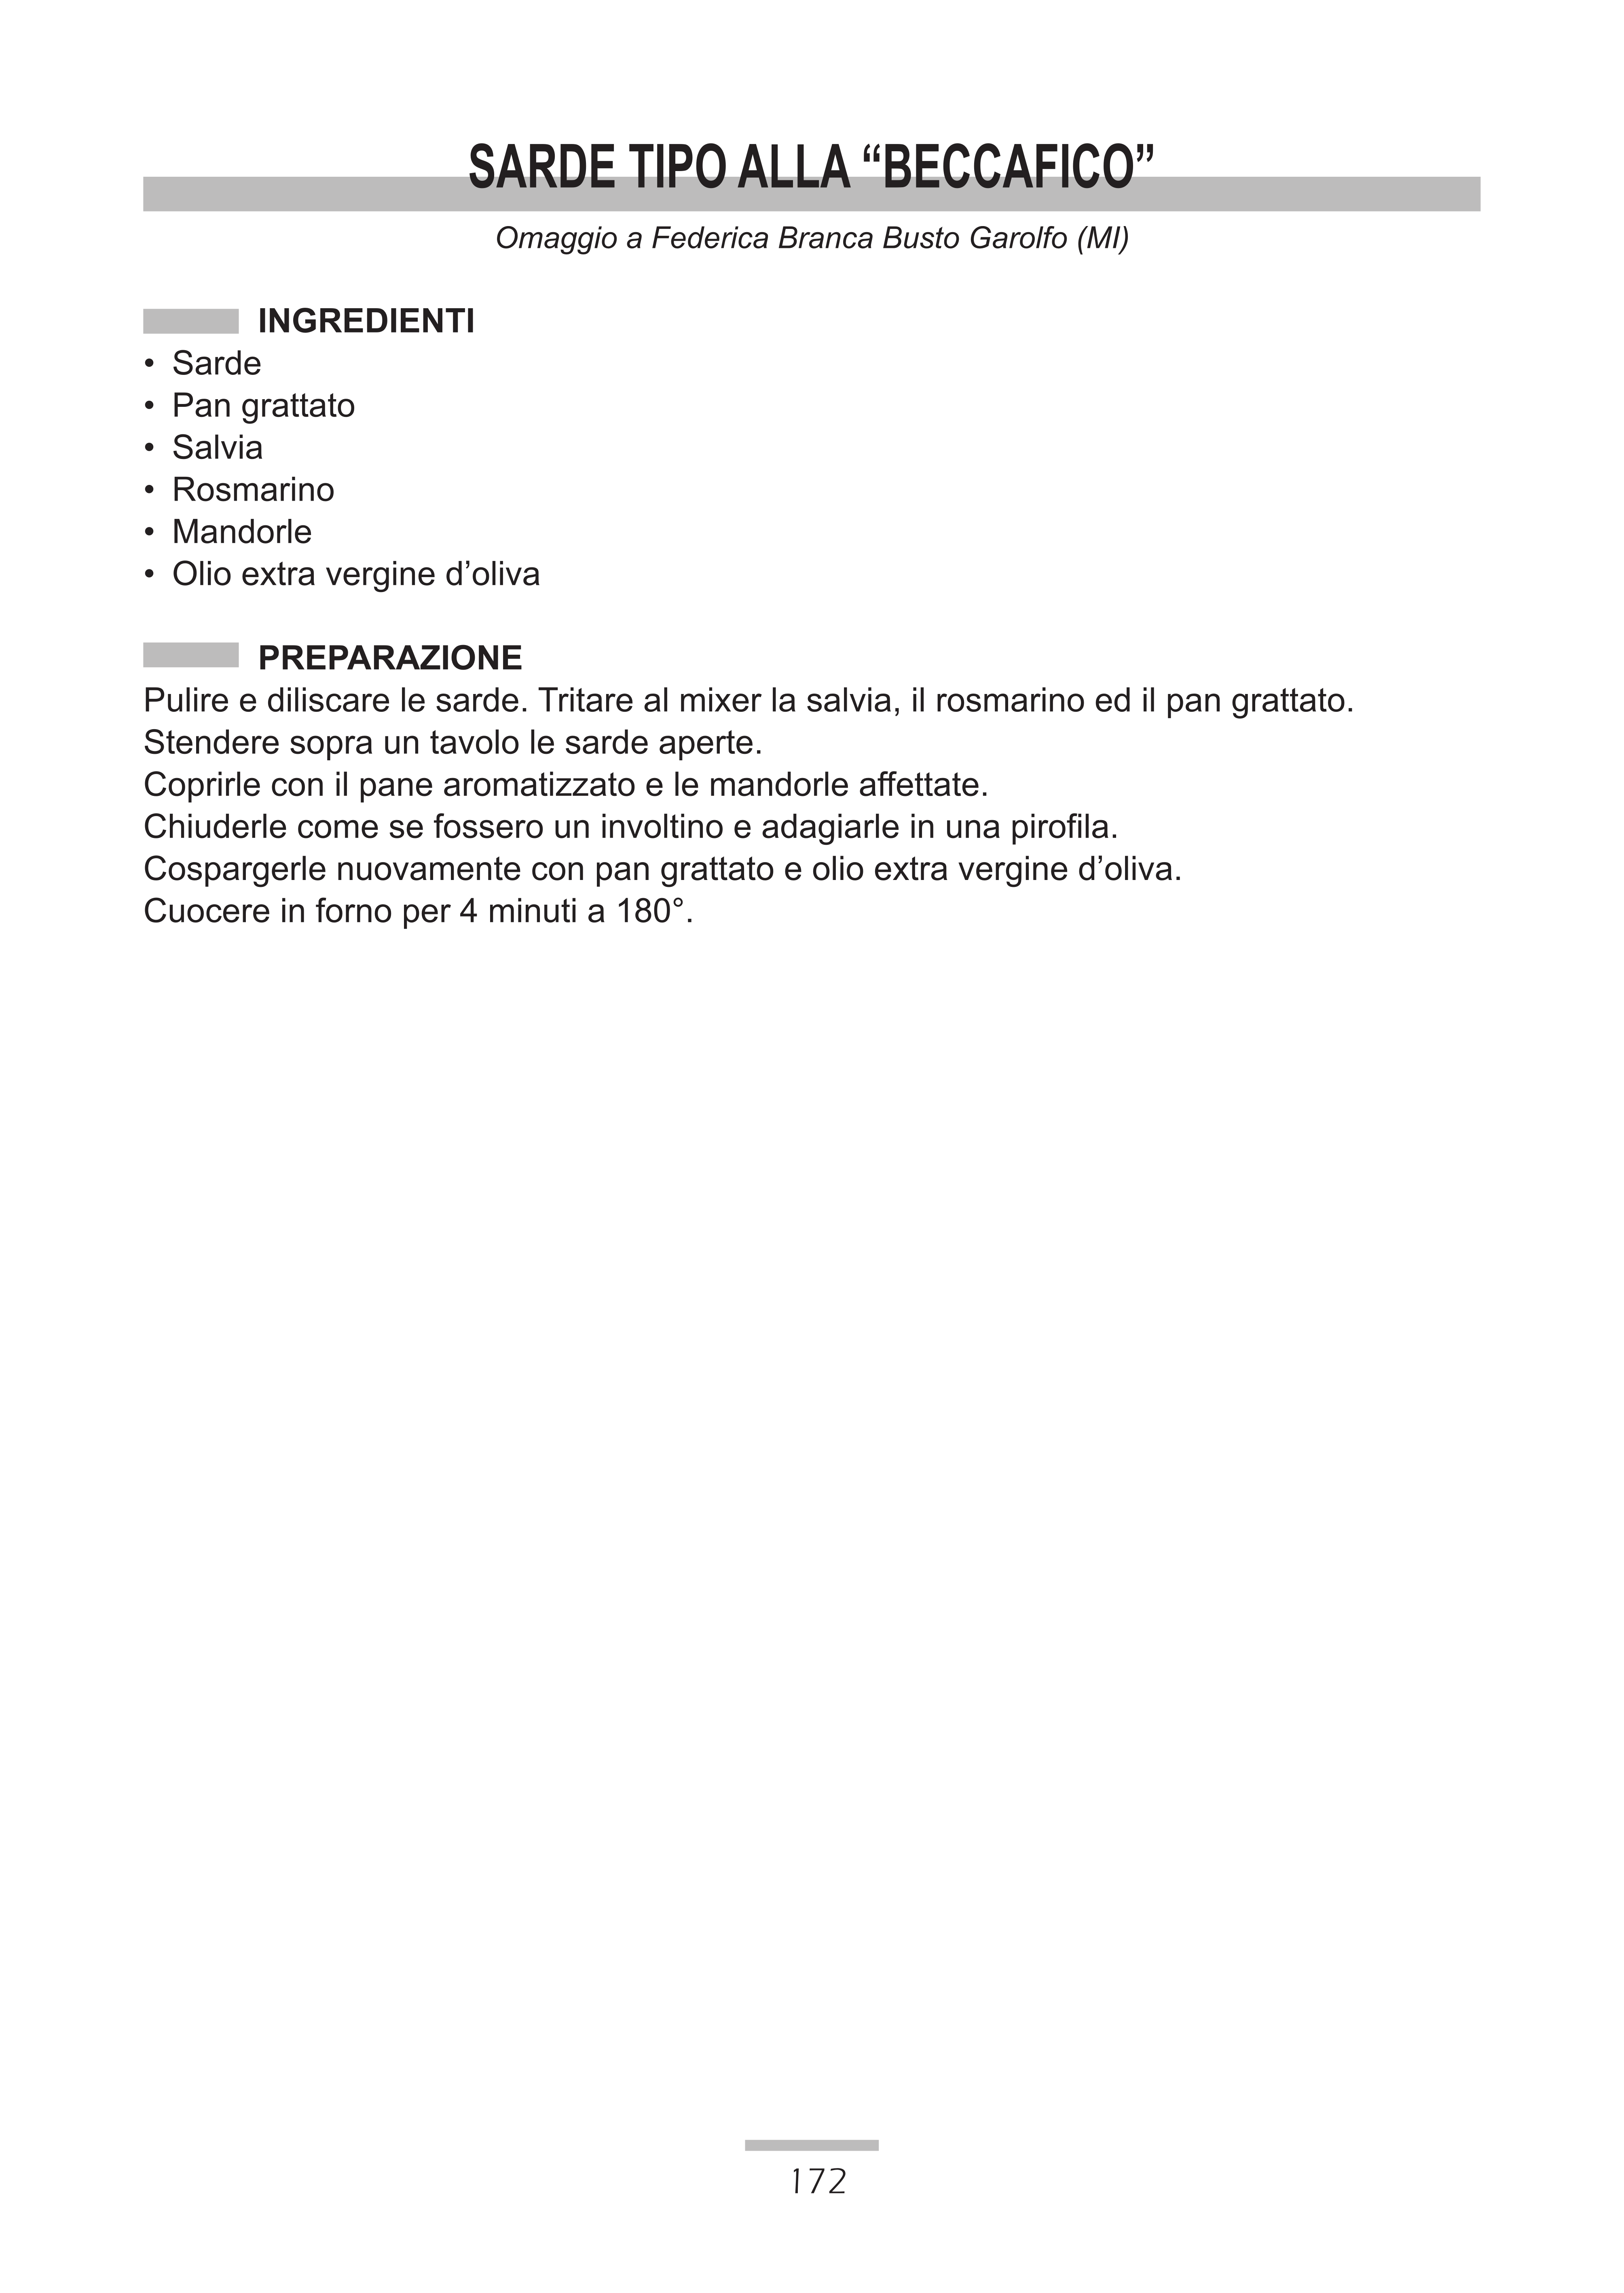 SARDE TIPO ALLA “BECCAFICO”
Omaggio a Federica Branca Busto Garolfo (MI)
INGREDIENTI
• Sarde
• Pan grattato
• Salvia
• Rosmarino
• Mandorle
• Olio extra vergine d’oliva
PREPARAZIONE
Pulire e diliscare le sarde. Tritare al mixer la salvia, il rosmarino ed il pan grattato.
Stendere sopra un tavolo le sarde aperte.
Coprirle con il pane aromatizzato e le mandorle affettate.
Chiuderle come se fossero un involtino e adagiarle in una pirofila.
Cospargerle nuovamente con pan grattato e olio extra vergine d’oliva.
Cuocere in forno per 4 minuti a 180°.
172